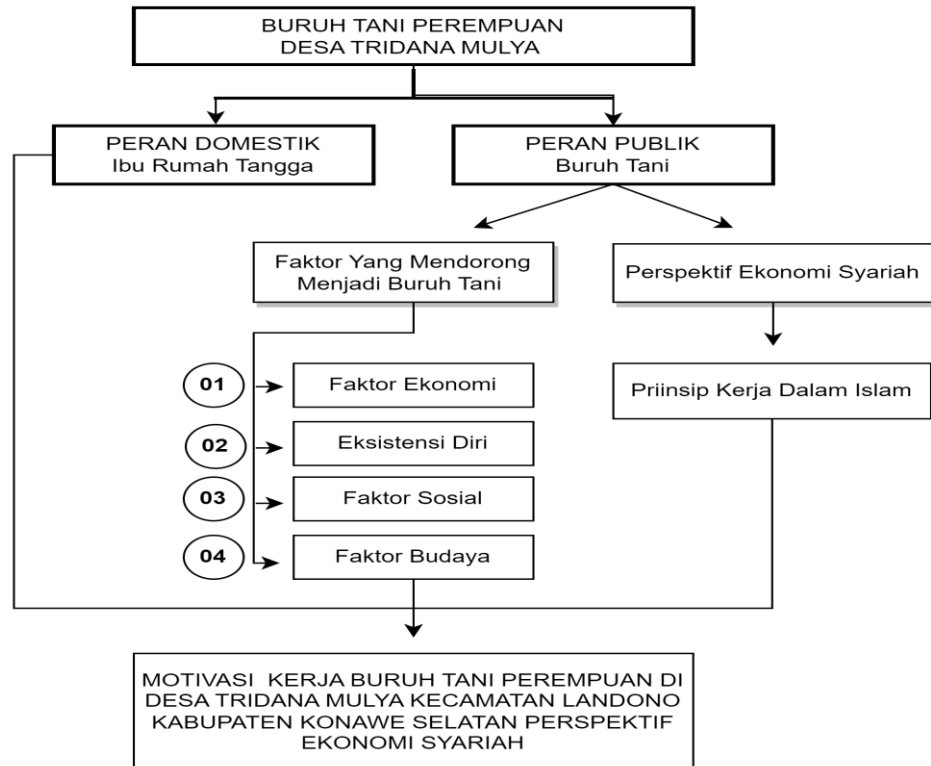 BURUH TANI PEREMPUAN
DESA TRIDANA MULYA
PERAN DOMESTIK
Ibu Rumah Tangga
PERAN PUBLIK
Buruh Tani
Faktor Yang Mendorong
Menjadi Buruh Tani
Perspektif Ekonomi Syariah
01
Faktor Ekonomi
Priinsip Kerja Dalam Islam
02
Eksistensi Diri
03
Faktor Sosial
04
Faktor Budaya
MOTIVASI KERJA BURUH TANI PEREMPUAN DI
DESA TRIDANA MULYA KECAMATAN LANDONO
KABUPATEN KONAWE SELATAN PERSPEKTIF
EKONOMI SYARIAH